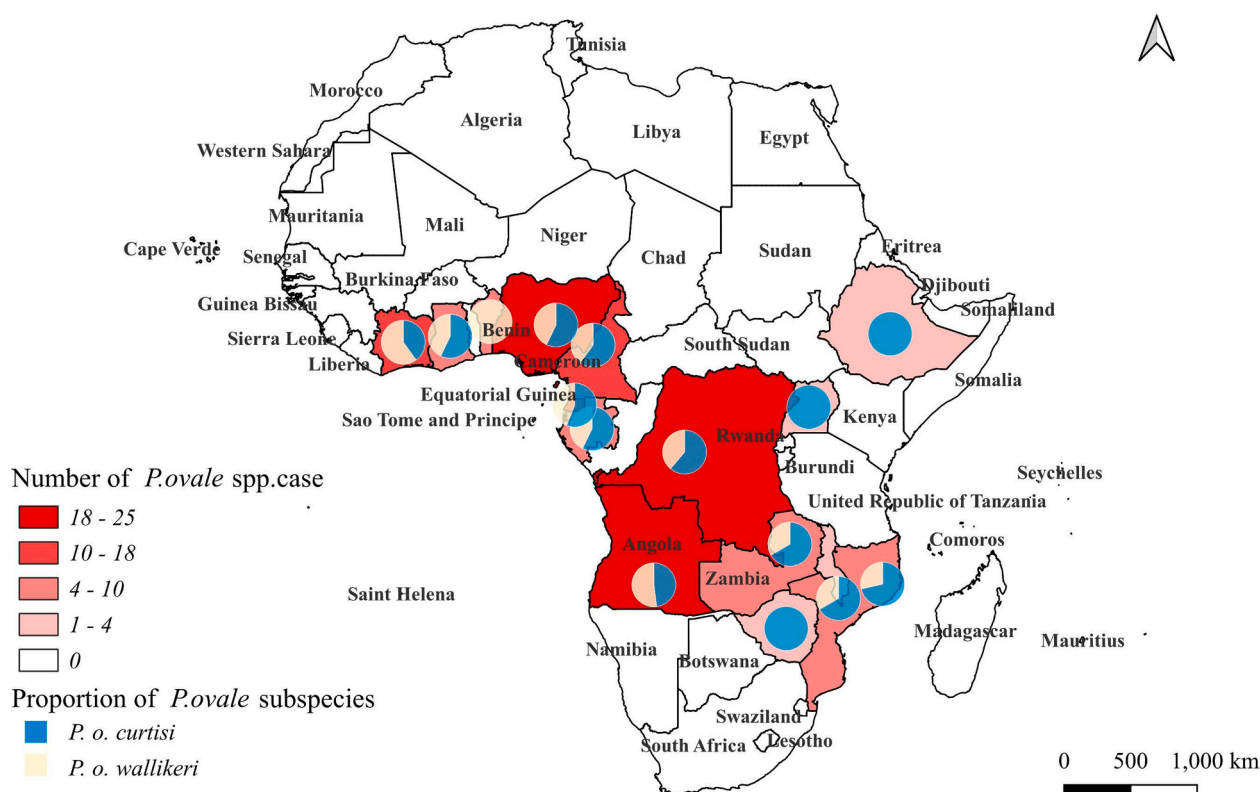 Tunisia
Morocco
Algeria
Libya
Egypt
Western Sahara
Mauritania
Mali
Niger
Chad
Sudan
Eritrea
Cape Verde
Senegal
Burkina Faso
Djibouti
Guinea Bissau
Somaliland
Benin
Sierra Leone
South Sudan
Liberia
Cameroon
Somalia
Equatorial Guinea
Kenya
Sao Tome and Principe
Rwanda
Burundi
Seychelles
United Republic of Tanzania
Comoros
Angola
Zambia
Saint Helena
Madagascar
Mauritius
Namibia
Botswana
Swaziland
South Africa
Lesotho
Number of P.ovale spp.case
18 - 25
10 - 18
4 - 10
1 - 4
0
Proportion of P.ovale subspecies
P. o. curtisi
P. o. wallikeri
0 500 1,000 km